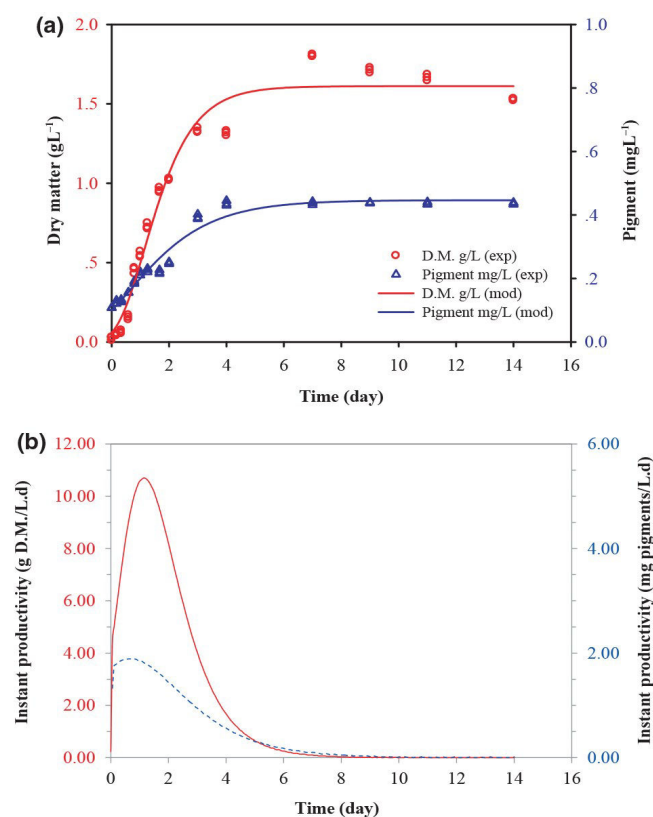 (a)
2.0
1.5
1.0
.5
0.0
Dry matter (gL⁻¹)
1.0
.8
.6
.4
.2
0.0
Pigment (mgL⁻¹)
D.M. g/L (exp)
Pigment mg/L (exp)
D.M. g/L (mod)
Pigment mg/L (mod)
0 2 4 6 8 10 12 14 16
Time (day)
(b)
12.00
10.00
8.00
6.00
4.00
2.00
0.00
Instant productivity (g D.M./L.d)
6.00
4.00
2.00
0.00
Instant productivity (mg pigments/L.d)
0 2 4 6 8 10 12 14 16
Time (day)